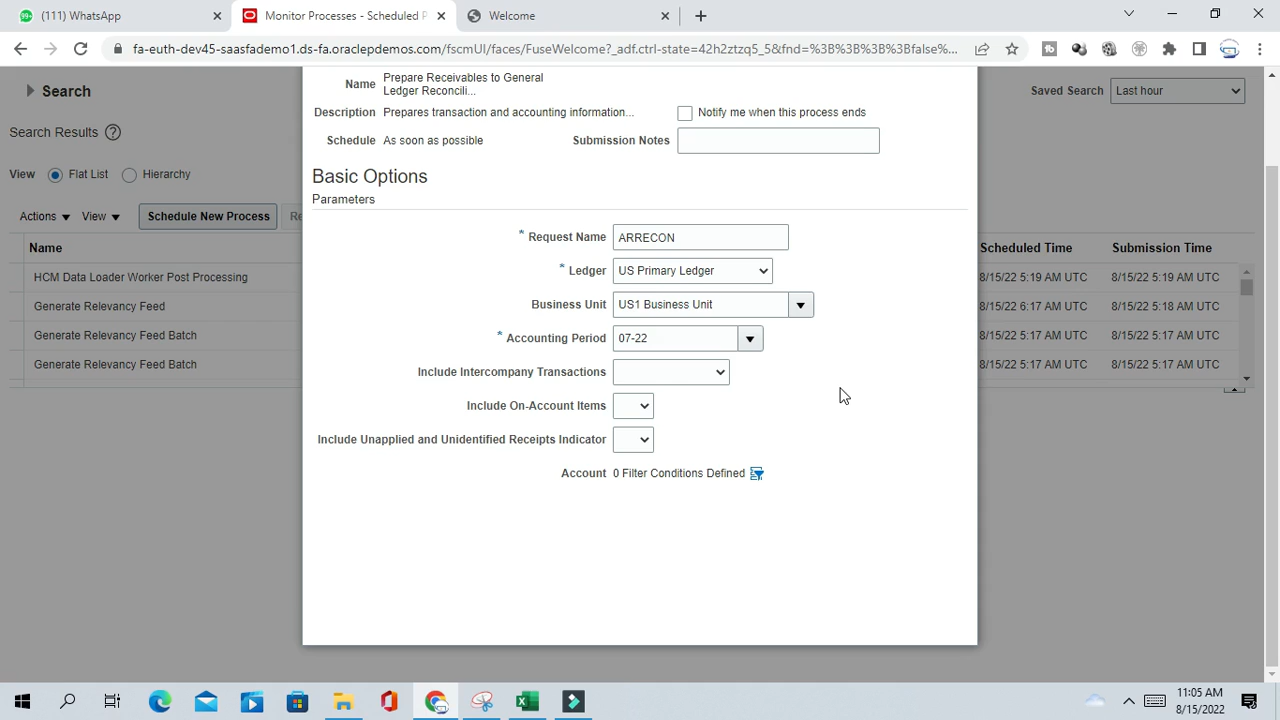 99+
(111) WhatsApp
Monitor Processes - Scheduled P
Welcome
fa-euth-dev45-saasfademo1.ds-fa.oraclepdemos.com/fscmUI/faces/FuseWelcome?_adf.ctrl-state=42h2ztzq5_5&fnd=%3B%3B%3B%3Bfalse%...
Search
Saved Search
Last hour
Search Results
?
View
Flat List
Hierarchy
Actions
View
Schedule New Process
Re
Name
Scheduled Time
Submission Time
HCM Data Loader Worker Post Processing
8/15/22 5:19 AM UTC
8/15/22 5:19 AM UTC
Generate Relevancy Feed
8/15/22 6:17 AM UTC
8/15/22 5:18 AM UTC
Generate Relevancy Feed Batch
8/15/22 5:17 AM UTC
8/15/22 5:17 AM UTC
Generate Relevancy Feed Batch
8/15/22 5:17 AM UTC
8/15/22 5:17 AM UTC
Name
Prepare Receivables to General
Ledger Reconcili...
Description
Prepares transaction and accounting information...
Notify me when this process ends
Schedule
As soon as possible
Submission Notes
Basic Options
Parameters
* Request Name
ARRECON
* Ledger
US Primary Ledger
Business Unit
US1 Business Unit
* Accounting Period
07-22
Include Intercompany Transactions
Include On-Account Items
Include Unapplied and Unidentified Receipts Indicator
Account
0 Filter Conditions Defined
11:05 AM
8/15/2022